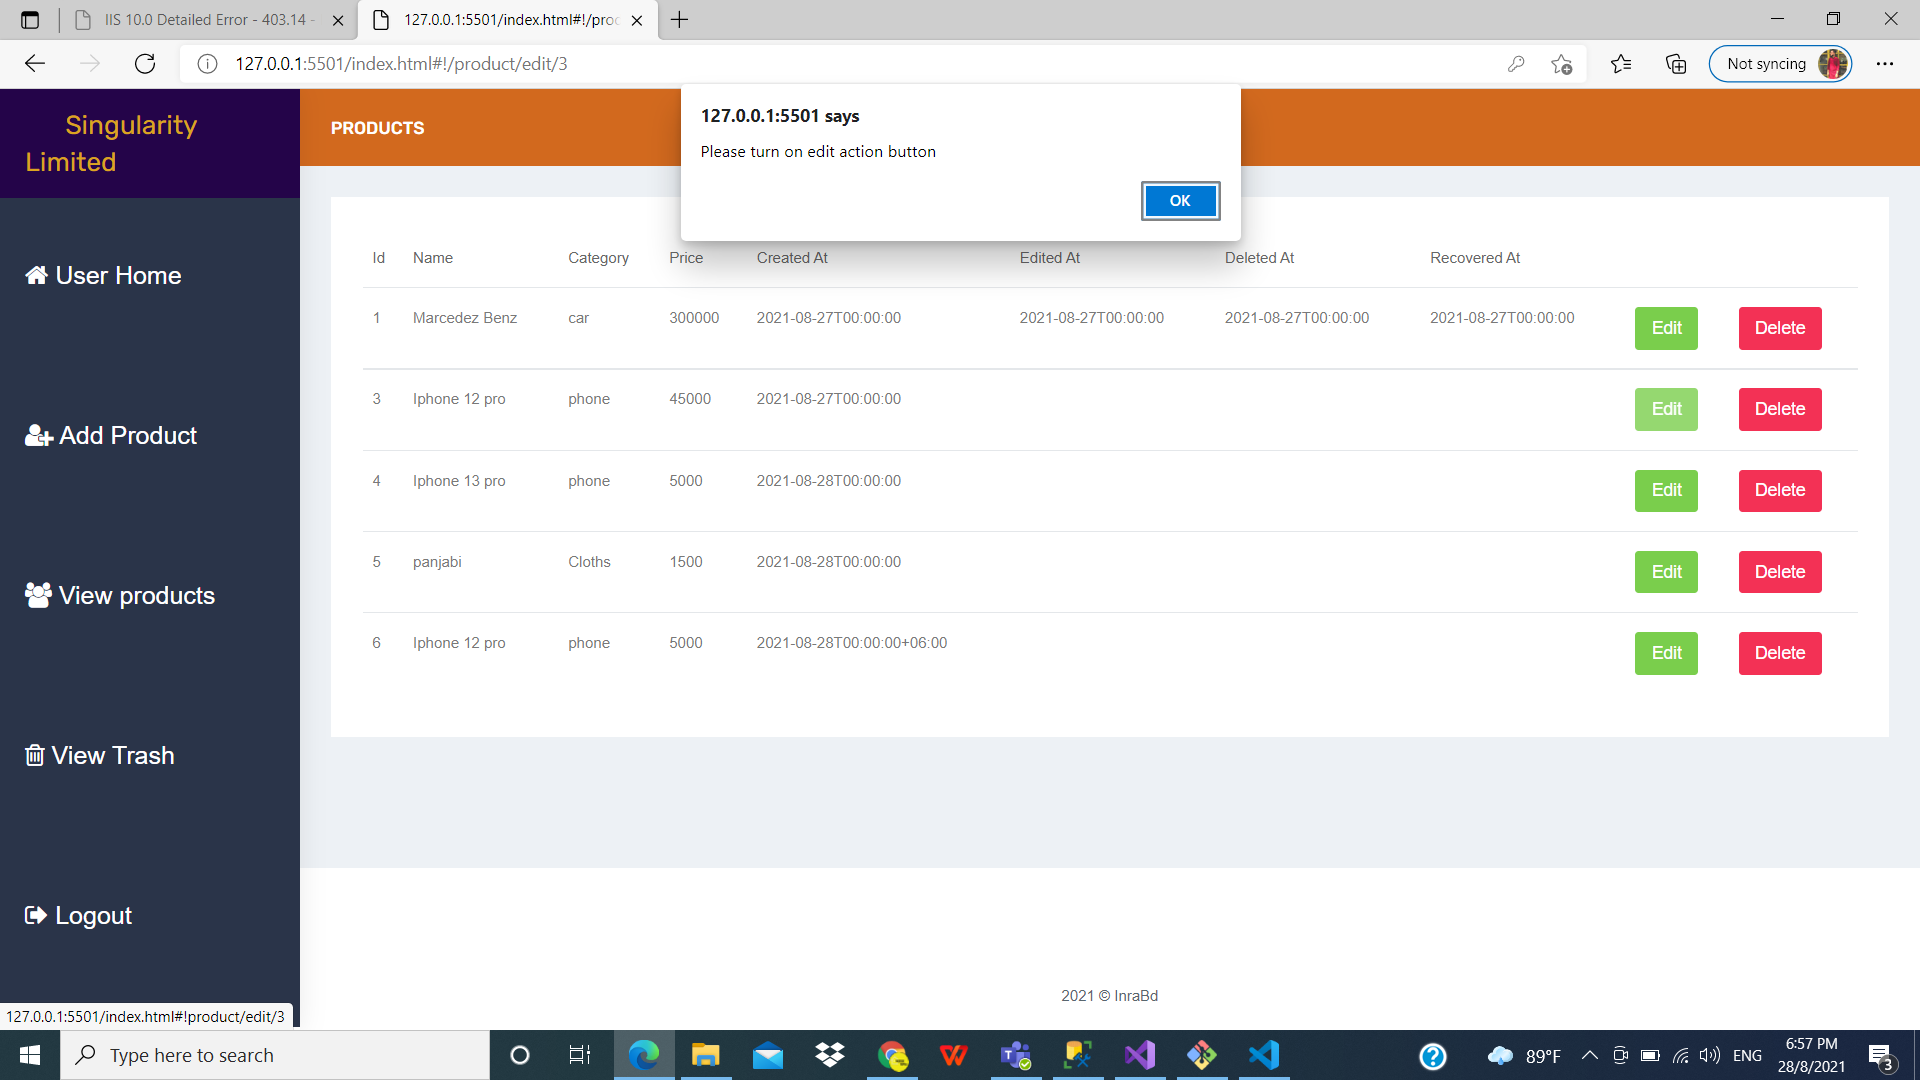 IIS 10.0 Detailed Error - 403.14 -
127.0.0.1:5501/index.html#!/pro
127.0.0.1:5501/index.html#!/product/edit/3
Not syncing
Singularity
Limited
PRODUCTS
127.0.0.1:5501 says
Please turn on edit action button
OK
User Home
Add Product
View products
View Trash
Logout
Id Name Category Price Created At Edited At Deleted At Recovered At
1 Marcedez Benz car 300000 2021-08-27T00:00:00 2021-08-27T00:00:00 2021-08-27T00:00:00 2021-08-27T00:00:00 Edit Delete
3 Iphone 12 pro phone 45000 2021-08-27T00:00:00 Edit Delete
4 Iphone 13 pro phone 5000 2021-08-28T00:00:00 Edit Delete
5 panjabi Cloths 1500 2021-08-28T00:00:00 Edit Delete
6 Iphone 12 pro phone 5000 2021-08-28T00:00:00+06:00 Edit Delete
2021 © InraBd
127.0.0.1:5501/index.html#!product/edit/3
Type here to search
89°F
ENG
6:57 PM
28/8/2021
3